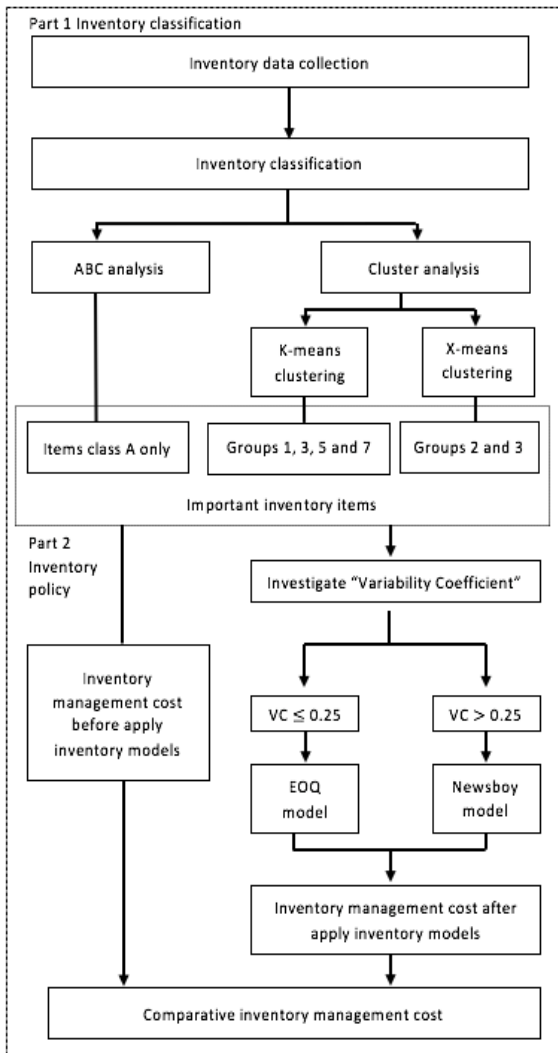 Part 1 Inventory classification
Inventory data collection
Inventory classification
ABC analysis
Cluster analysis
K-means
clustering
X-means
clustering
Items class A only
Groups 1, 3, 5 and 7
Groups 2 and 3
Important inventory items
Part 2
Inventory
policy
Investigate “Variability Coefficient”
Inventory
management cost
before apply
inventory models
VC ≤ 0.25
VC > 0.25
EOQ
model
Newsboy
model
Inventory management cost after
apply inventory models
Comparative inventory management cost